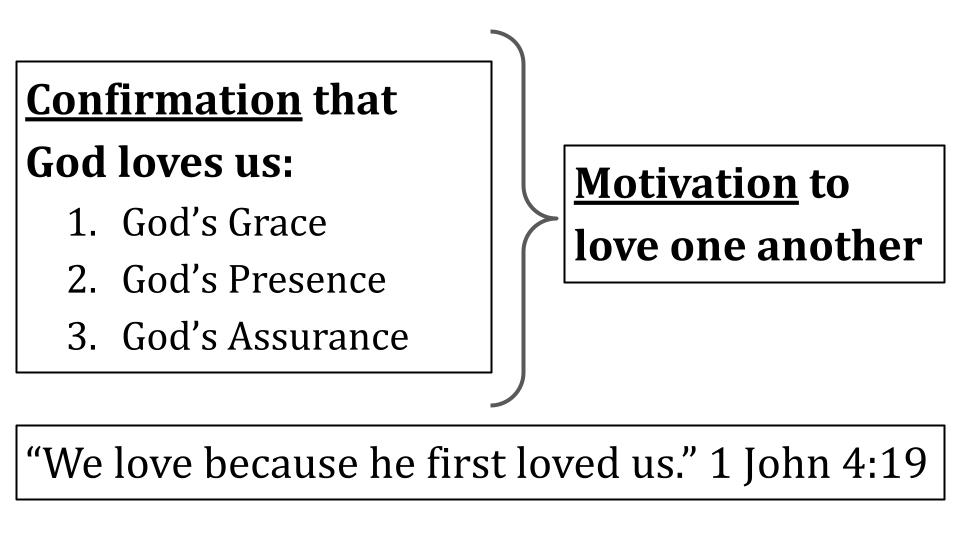 Confirmation that
God loves us:
1. God’s Grace
2. God’s Presence
3. God’s Assurance
Motivation to
love one another
“We love because he first loved us.” 1 John 4:19